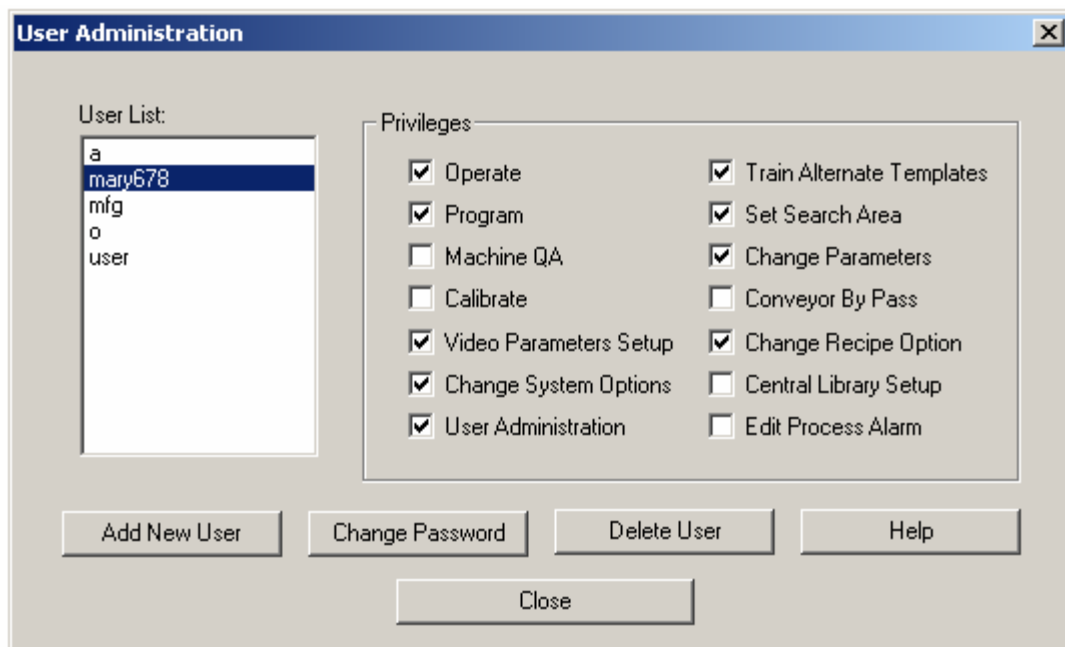 User Administration
User List:
a
mary678
mfg
o
user
Privileges
Operate
Program
Machine QA
Calibrate
Video Parameters Setup
Change System Options
User Administration
Train Alternate Templates
Set Search Area
Change Parameters
Conveyor By Pass
Change Recipe Option
Central Library Setup
Edit Process Alarm
Add New User
Change Password
Delete User
Help
Close